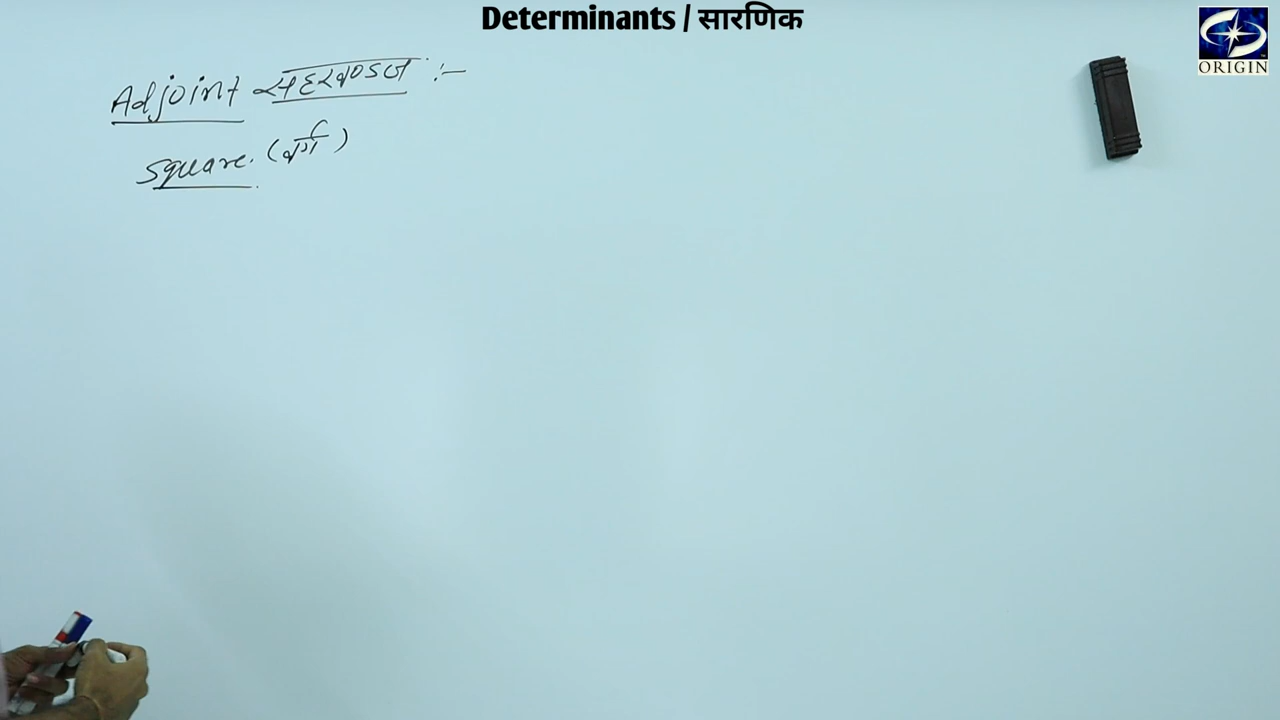 Determinants / सारणिक
ORIGIN
Adjoint सहखण्डज :-
Square. (वर्ग)